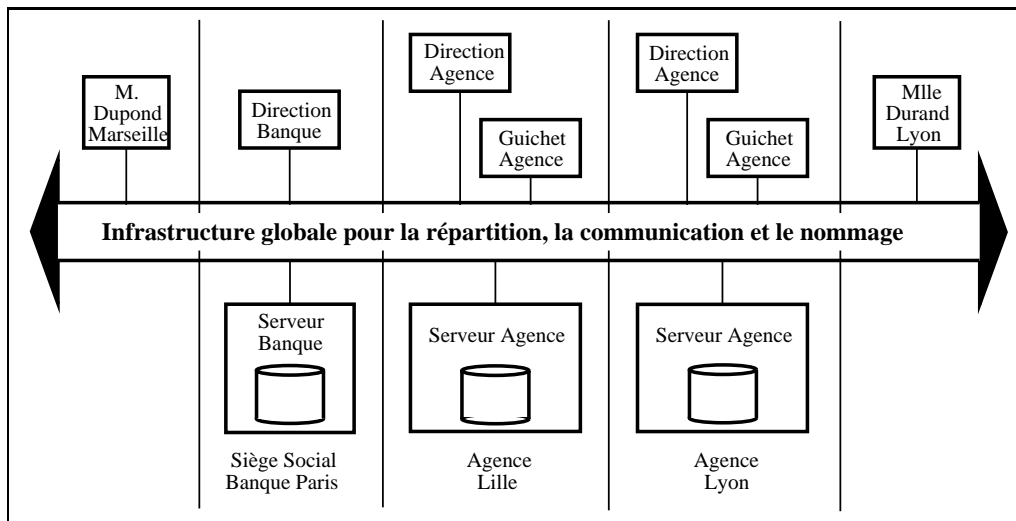 M.
Dupond
Marseille
Direction
Banque
Direction
Agence
Guichet
Agence
Direction
Agence
Guichet
Agence
Mlle
Durand
Lyon
Infrastructure globale pour la répartition, la communication et le nommage
Serveur
Banque
Serveur Agence
Serveur Agence
Siège Social
Banque Paris
Agence
Lille
Agence
Lyon